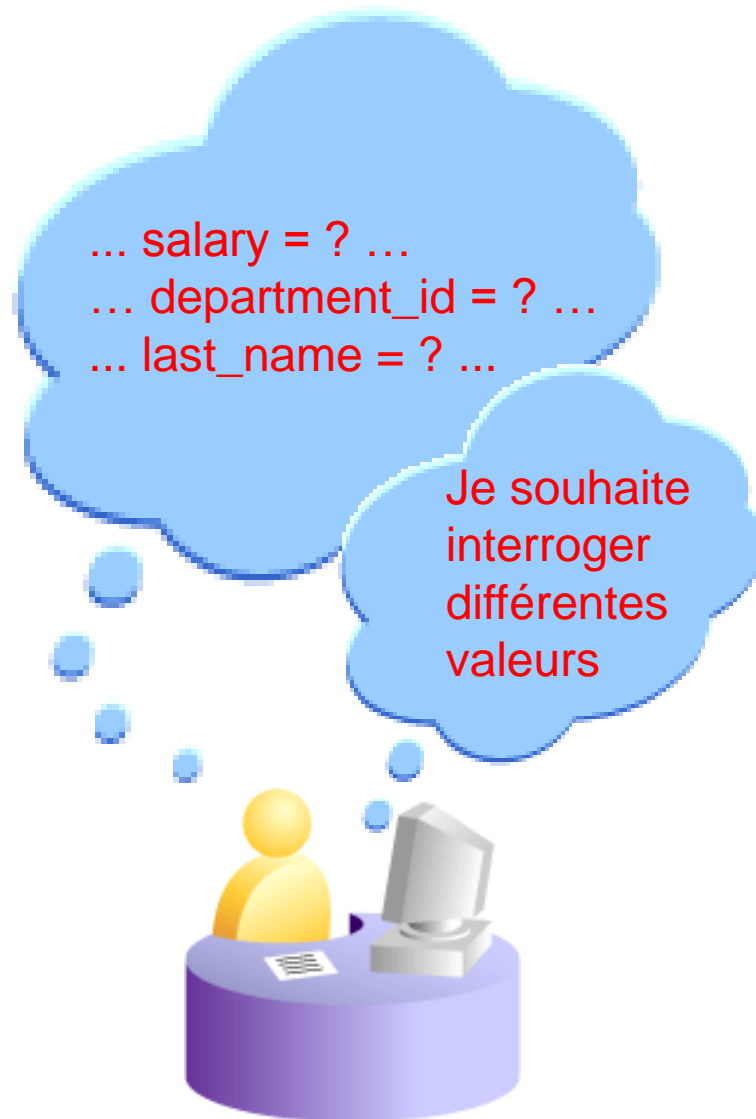 ... salary = ? …
… department_id = ? …
... last_name = ? ...
Je souhaite
interroger
différentes
valeurs